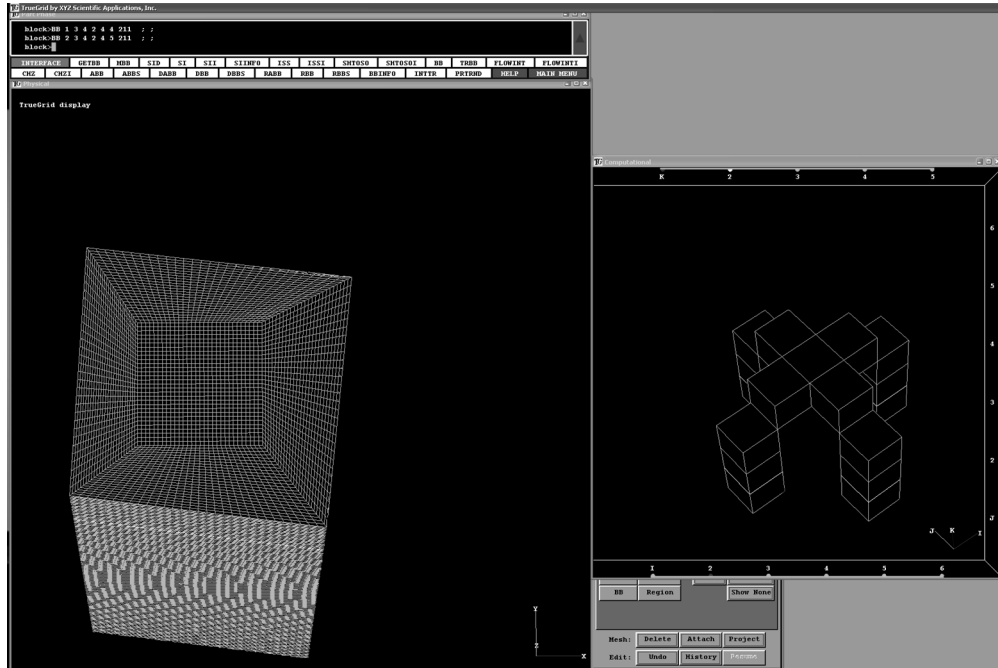 TrueGrid by XYZ Scientific Applications, Inc.
block>BB 1 3 4 2 4 4 211 ; ;
block>BB 2 3 4 2 4 5 211 ; ;
block>
INTERFACE GETBB MBB SID SI SII SIINFO ISS ISSI SHTOSO SHTOSOI BB TRBB FLOWINT FLOWINTI
CHZ CHZI ABB ABBS DABB DBB DBBS RABB RBB RBBS BBINFO INTTR PRTRND HELP MAIN MENU
Physical
TrueGrid display
Y
Z
X
Computational
K 2 3 4 5
6
5
4
3
2
J
J K I
I 2 3 4 5 6
BB Region Show None
Mesh: Delete Attach Project
Edit: Undo History